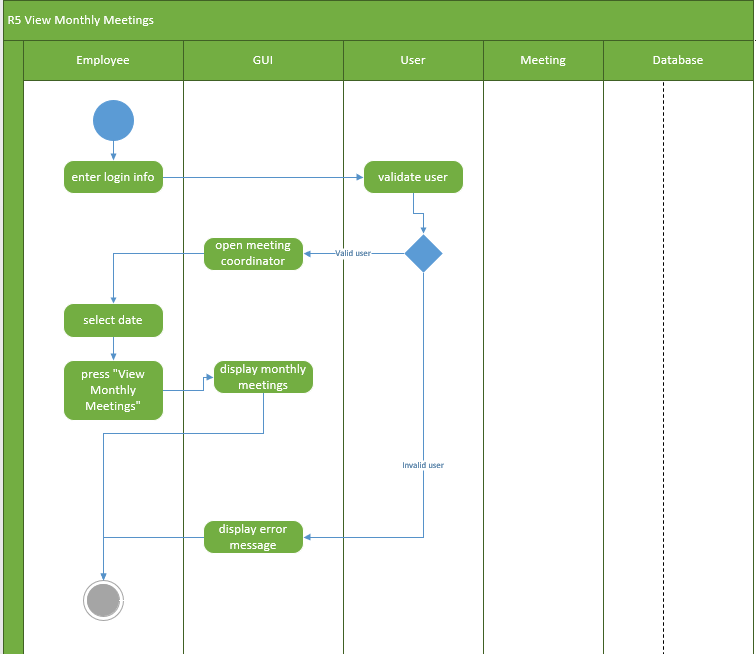 R5 View Monthly Meetings
Employee
GUI
User
Meeting
Database
enter login info
validate user
open meeting
coordinator
Valid user
select date
press "View
Monthly
Meetings"
display monthly
meetings
Invalid user
display error
message